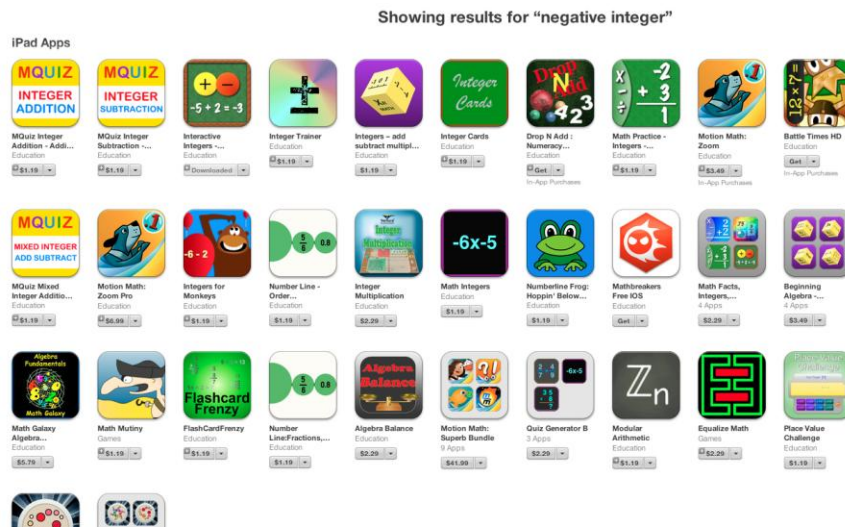 Showing results for “negative integer”
iPad Apps
MQUIZ
INTEGER
ADDITION
MQuiz Integer
Addition - Addi...
Education
$1.19
MQUIZ
INTEGER
SUBTRACTION
MQuiz Integer
Subtraction -...
Education
$1.19
-5 + 2 = -3
Interactive
Integers -...
Education
Downloaded
Integer Trainer
Education
$1.19
Integers – add
subtract multipl...
Education
$1.19
Integer
Cards
Integer Cards
Education
$1.19
Drop
N
Add
423
Drop N Add :
Numeracy...
Education
Get
In-App Purchases
X -2
- + 3
÷ 1
Math Practice -
Integers -...
Education
$1.19
1
Motion Math:
Zoom
Education
$3.49
In-App Purchases
12x7=
Battle Times HD
Education
Get
In-App Purchases
MQUIZ
MIXED INTEGER
ADD SUBTRACT
MQuiz Mixed
Integer Additio...
Education
$1.19
1
Motion Math:
Zoom Pro
Education
$6.99
-6 - 2
Integers for
Monkeys
Education
$1.19
5/6 0.8
Number Line -
Order...
Education
$1.19
Integer
Multiplication
Integer
Multiplication
Education
$2.29
-6x-5
Math Integers
Education
$1.19
Numberline Frog:
Hoppin' Below...
Education
$1.19
Mathbreakers
Free IOS
Education
Get
Math Facts,
Integers,...
4 Apps
$2.29
Beginning
Algebra -...
4 Apps
$3.49
Algebra
Fundamentals
Math Galaxy
Math Galaxy
Algebra...
Education
$5.79
Math Mutiny
Games
$1.19
Flashcard
Frenzy
FlashCardFrenzy
Education
$1.19
5/6 0.8
Number
Line:Fractions,...
Education
$1.19
Algebra
Balance
Algebra Balance
Education
$2.29
Motion Math:
Superb Bundle
9 Apps
$41.99
-6x-5
Quiz Generator B
3 Apps
$2.29
ℤn
Modular
Arithmetic
Education
$1.19
Equalize Math
Games
$2.29
Place Value
Challenge
Place Value
Challenge
Education
$1.19